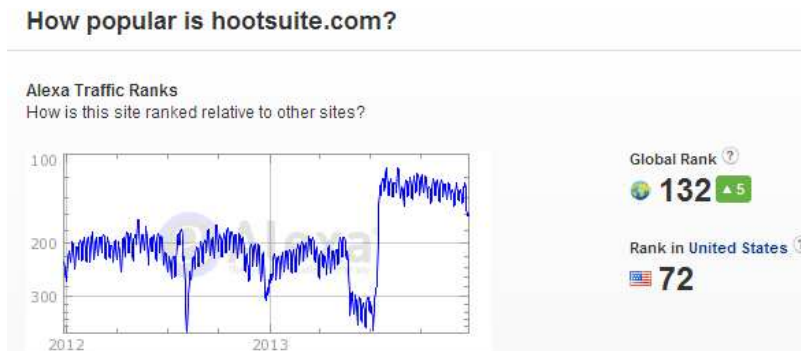 How popular is hootsuite.com?
Alexa Traffic Ranks
How is this site ranked relative to other sites?
100
200
300
2012
2013
Alexa
Global Rank ?
132 5
Rank in United States ?
72